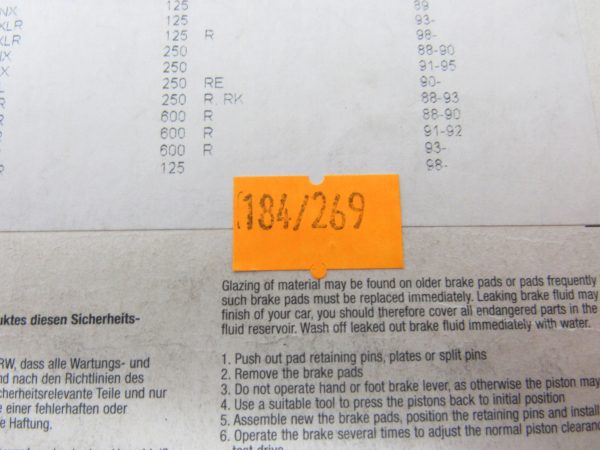 NX 125 89
XLR 125 R 93-
XLR 125 R 98-
NX 250 88-90
NX 250 91-95
250 RE 90-
R 250 R, RK 88-93
R 600 R 88-90
R 600 R 91-92
R 600 R 93-
R 125 98-
184/269
Glazing of material may be found on older brake pads or pads frequently
such brake pads must be replaced immediately. Leaking brake fluid may
finish of your car, you should therefore cover all endangered parts in the
fluid reservoir. Wash off leaked out brake fluid immediately with water.
1. Push out pad retaining pins, plates or split pins
2. Remove the brake pads
3. Do not operate hand or foot brake lever, as otherwise the piston may
4. Use a suitable tool to press the pistons back to initial position
5. Assemble new the brake pads, position the retaining pins and install
6. Operate the brake several times to adjust the normal piston clearance
test drive
uktes diesen Sicherheits-
RW, dass alle Wartungs- und
nd nach den Richtlinien des
cherheitsrelevante Teile und nur
e einer fehlerhaften oder
e Haftung.